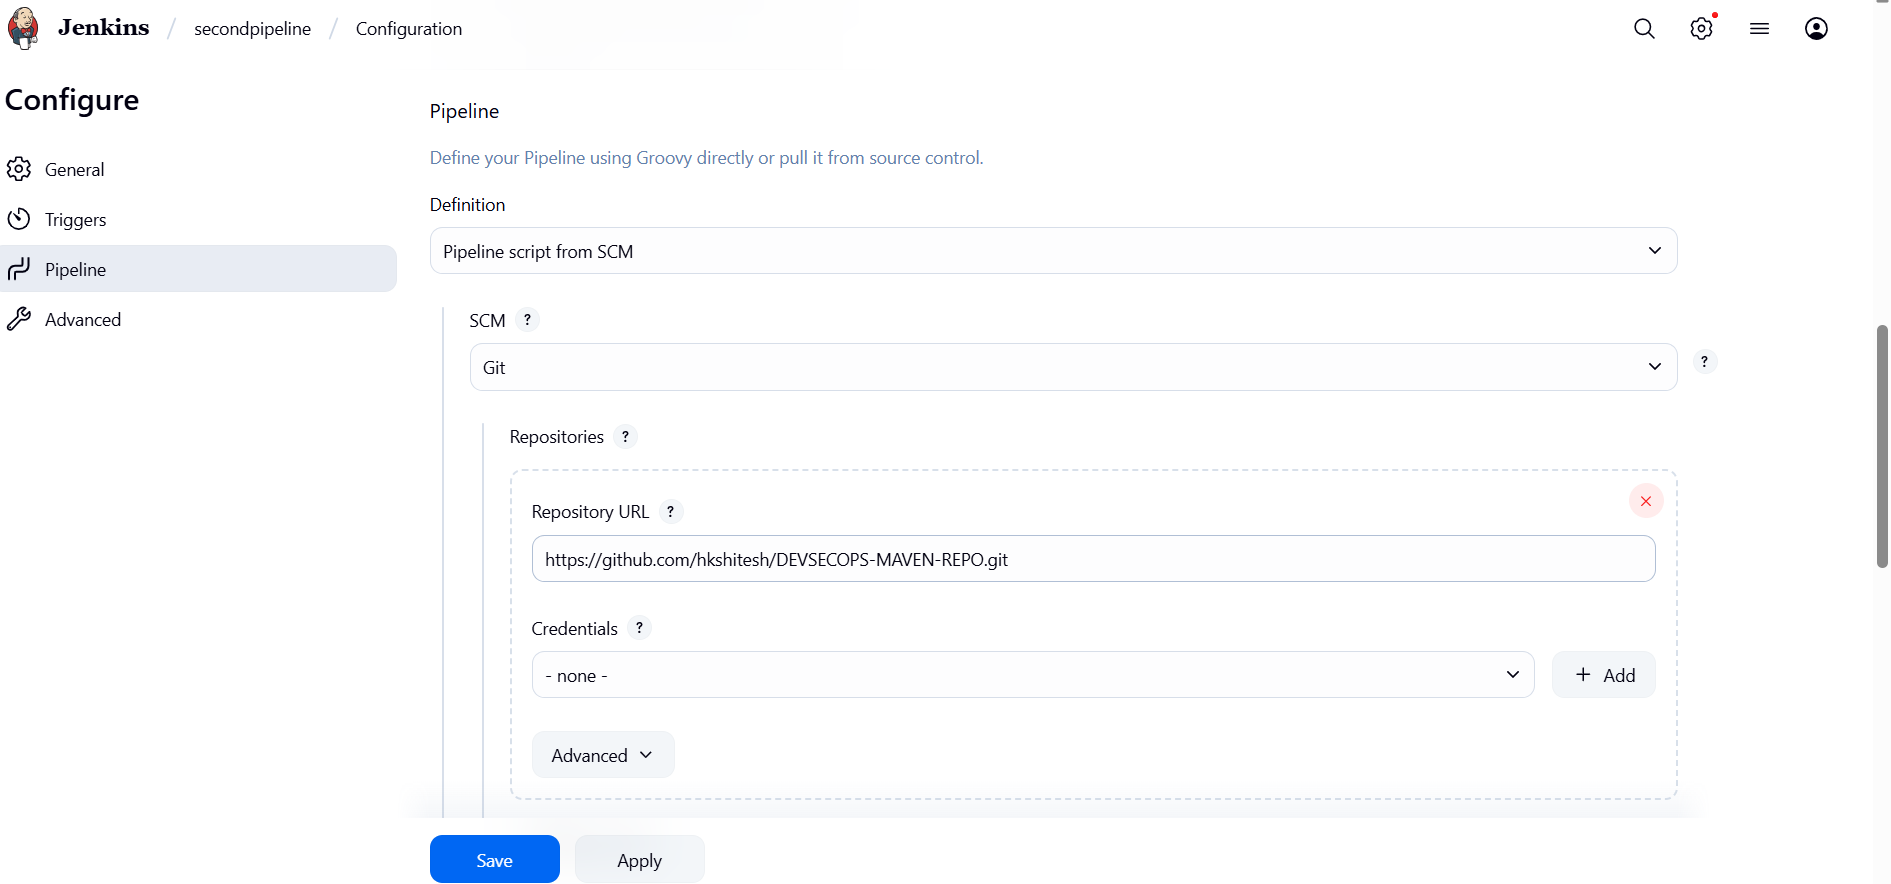 Jenkins / secondpipeline / Configuration
Configure
General
Triggers
Pipeline
Advanced
Pipeline
Define your Pipeline using Groovy directly or pull it from source control.
Definition
Pipeline script from SCM
SCM ?
Git
?
Repositories ?
Repository URL ?
https://github.com/hkshitesh/DEVSECOPS-MAVEN-REPO.git
Credentials ?
- none -
+ Add
Advanced
Save
Apply